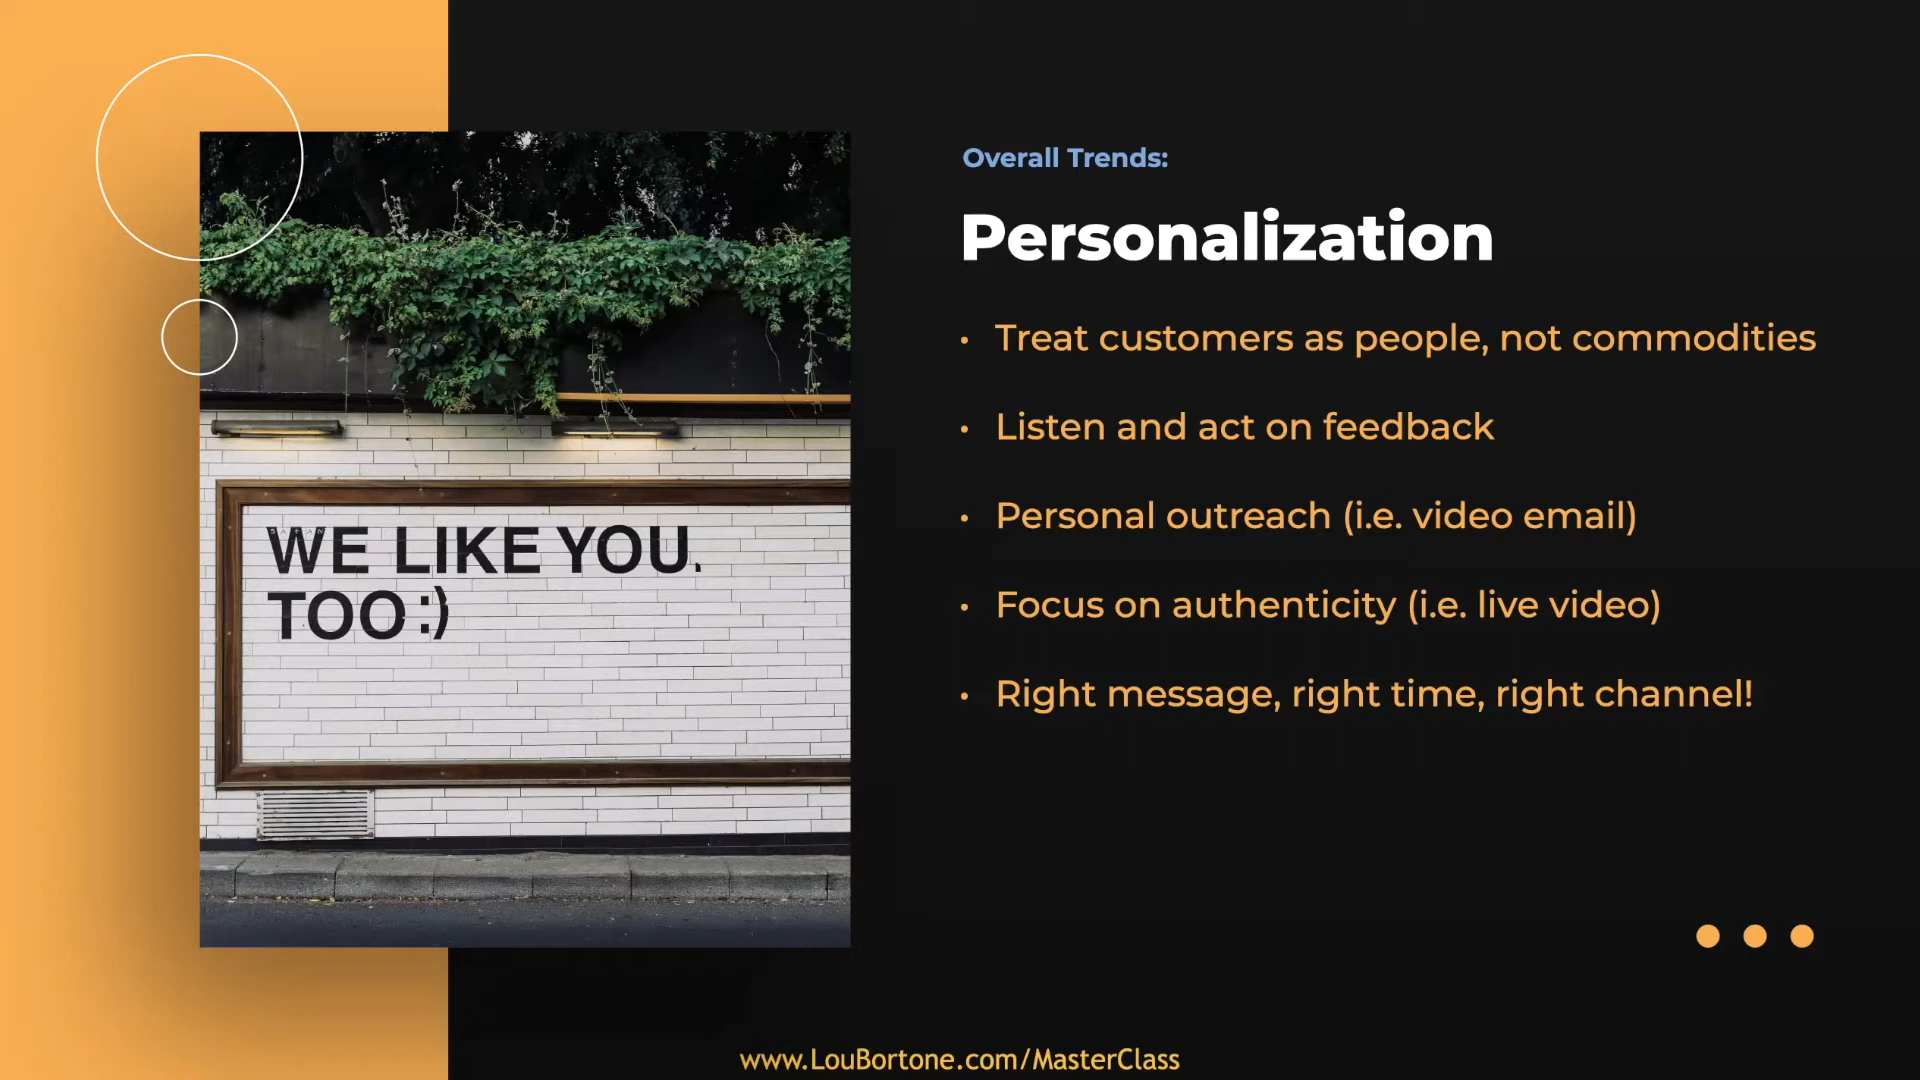 Overall Trends:
Personalization
• Treat customers as people, not commodities
• Listen and act on feedback
• Personal outreach (i.e. video email)
• Focus on authenticity (i.e. live video)
• Right message, right time, right channel!
WE LIKE YOU.
TOO :)
www.LouBortone.com/MasterClass